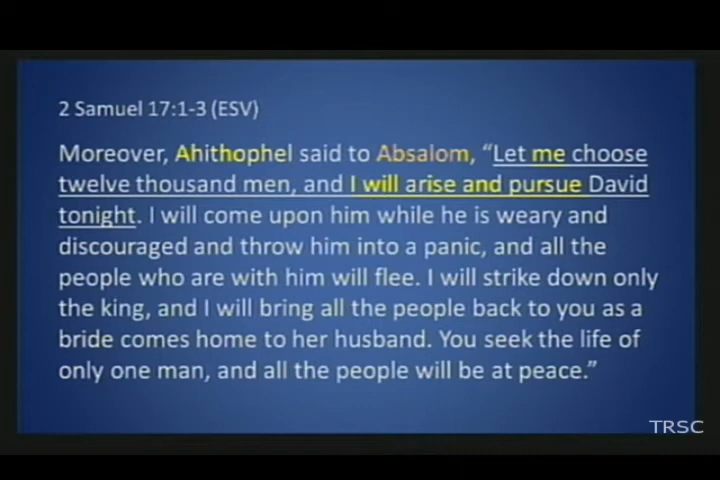 2 Samuel 17:1-3 (ESV)
Moreover, Ahithophel said to Absalom, “Let me choose
twelve thousand men, and I will arise and pursue David
tonight. I will come upon him while he is weary and
discouraged and throw him into a panic, and all the
people who are with him will flee. I will strike down only
the king, and I will bring all the people back to you as a
bride comes home to her husband. You seek the life of
only one man, and all the people will be at peace.”
TRSC